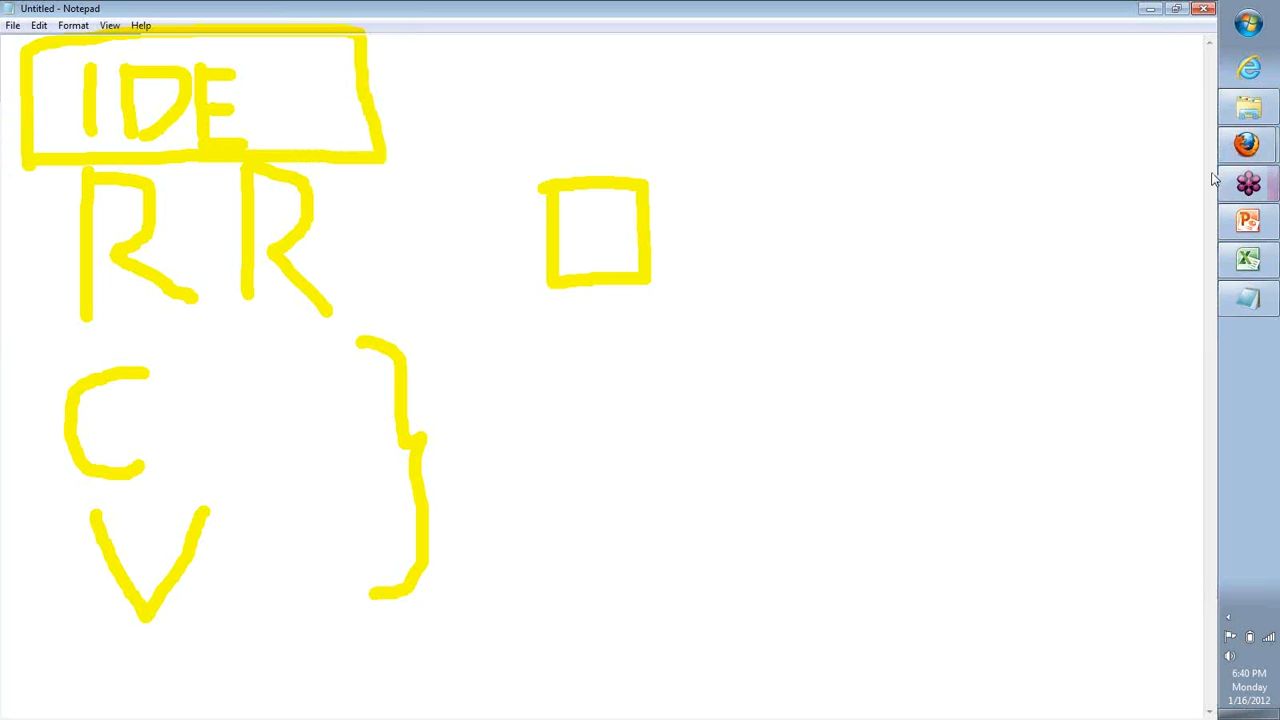 Untitled - Notepad
File Edit Format View Help
IDE
R R
C
V
6:40 PM
Monday
1/16/2012